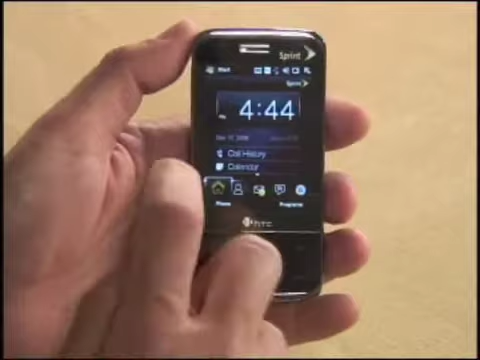 Sprint
Start
Sprint
4:44
Call History
Calendar
Phone
Programs
htc